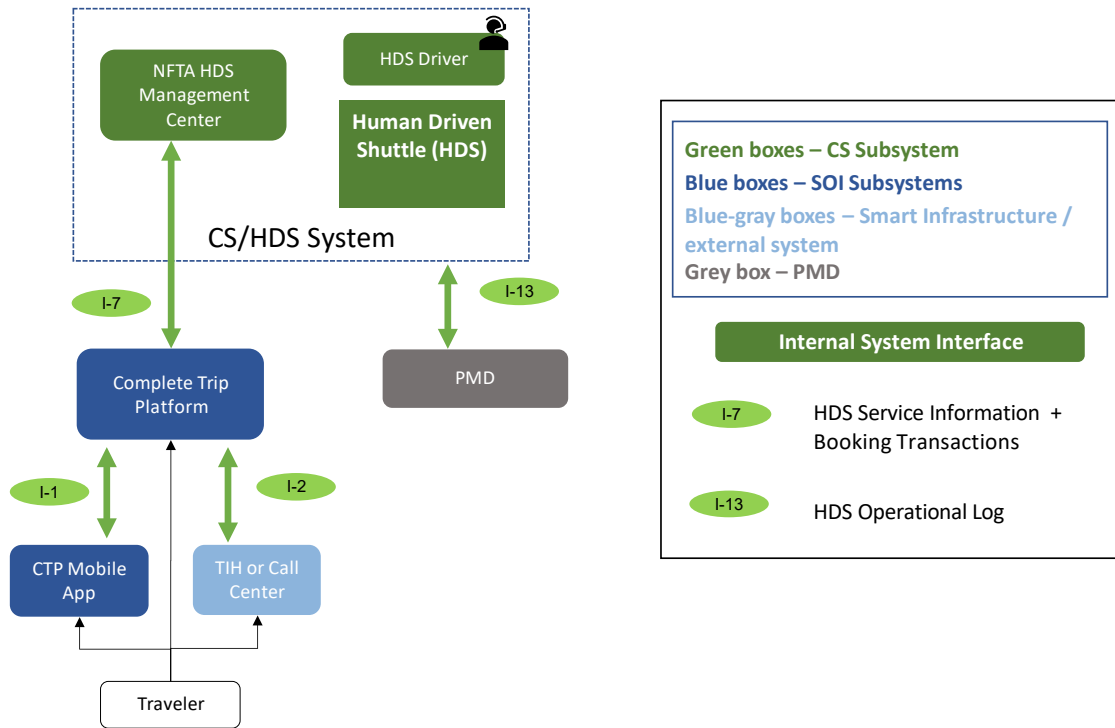 NFTA HDS
Management
Center
HDS Driver
Human Driven
Shuttle (HDS)
CS/HDS System
I-7
I-13
Complete Trip
Platform
PMD
I-1
I-2
CTP Mobile
App
TIH or Call
Center
Traveler
Green boxes – CS Subsystem
Blue boxes – SOI Subsystems
Blue-gray boxes – Smart Infrastructure /
external system
Grey box – PMD
Internal System Interface
I-7
HDS Service Information +
Booking Transactions
I-13
HDS Operational Log